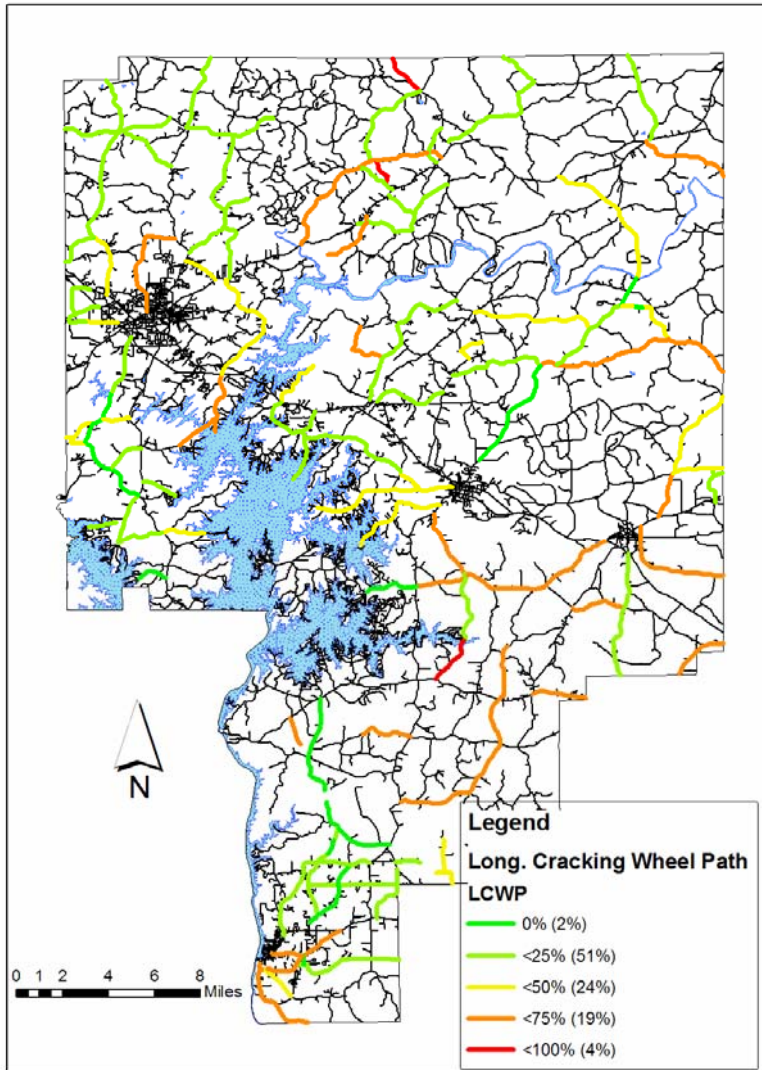 N
0 1 2 4 6 8
Miles
Legend
Long. Cracking Wheel Path
LCWP
0% (2%)
<25% (51%)
<50% (24%)
<75% (19%)
<100% (4%)